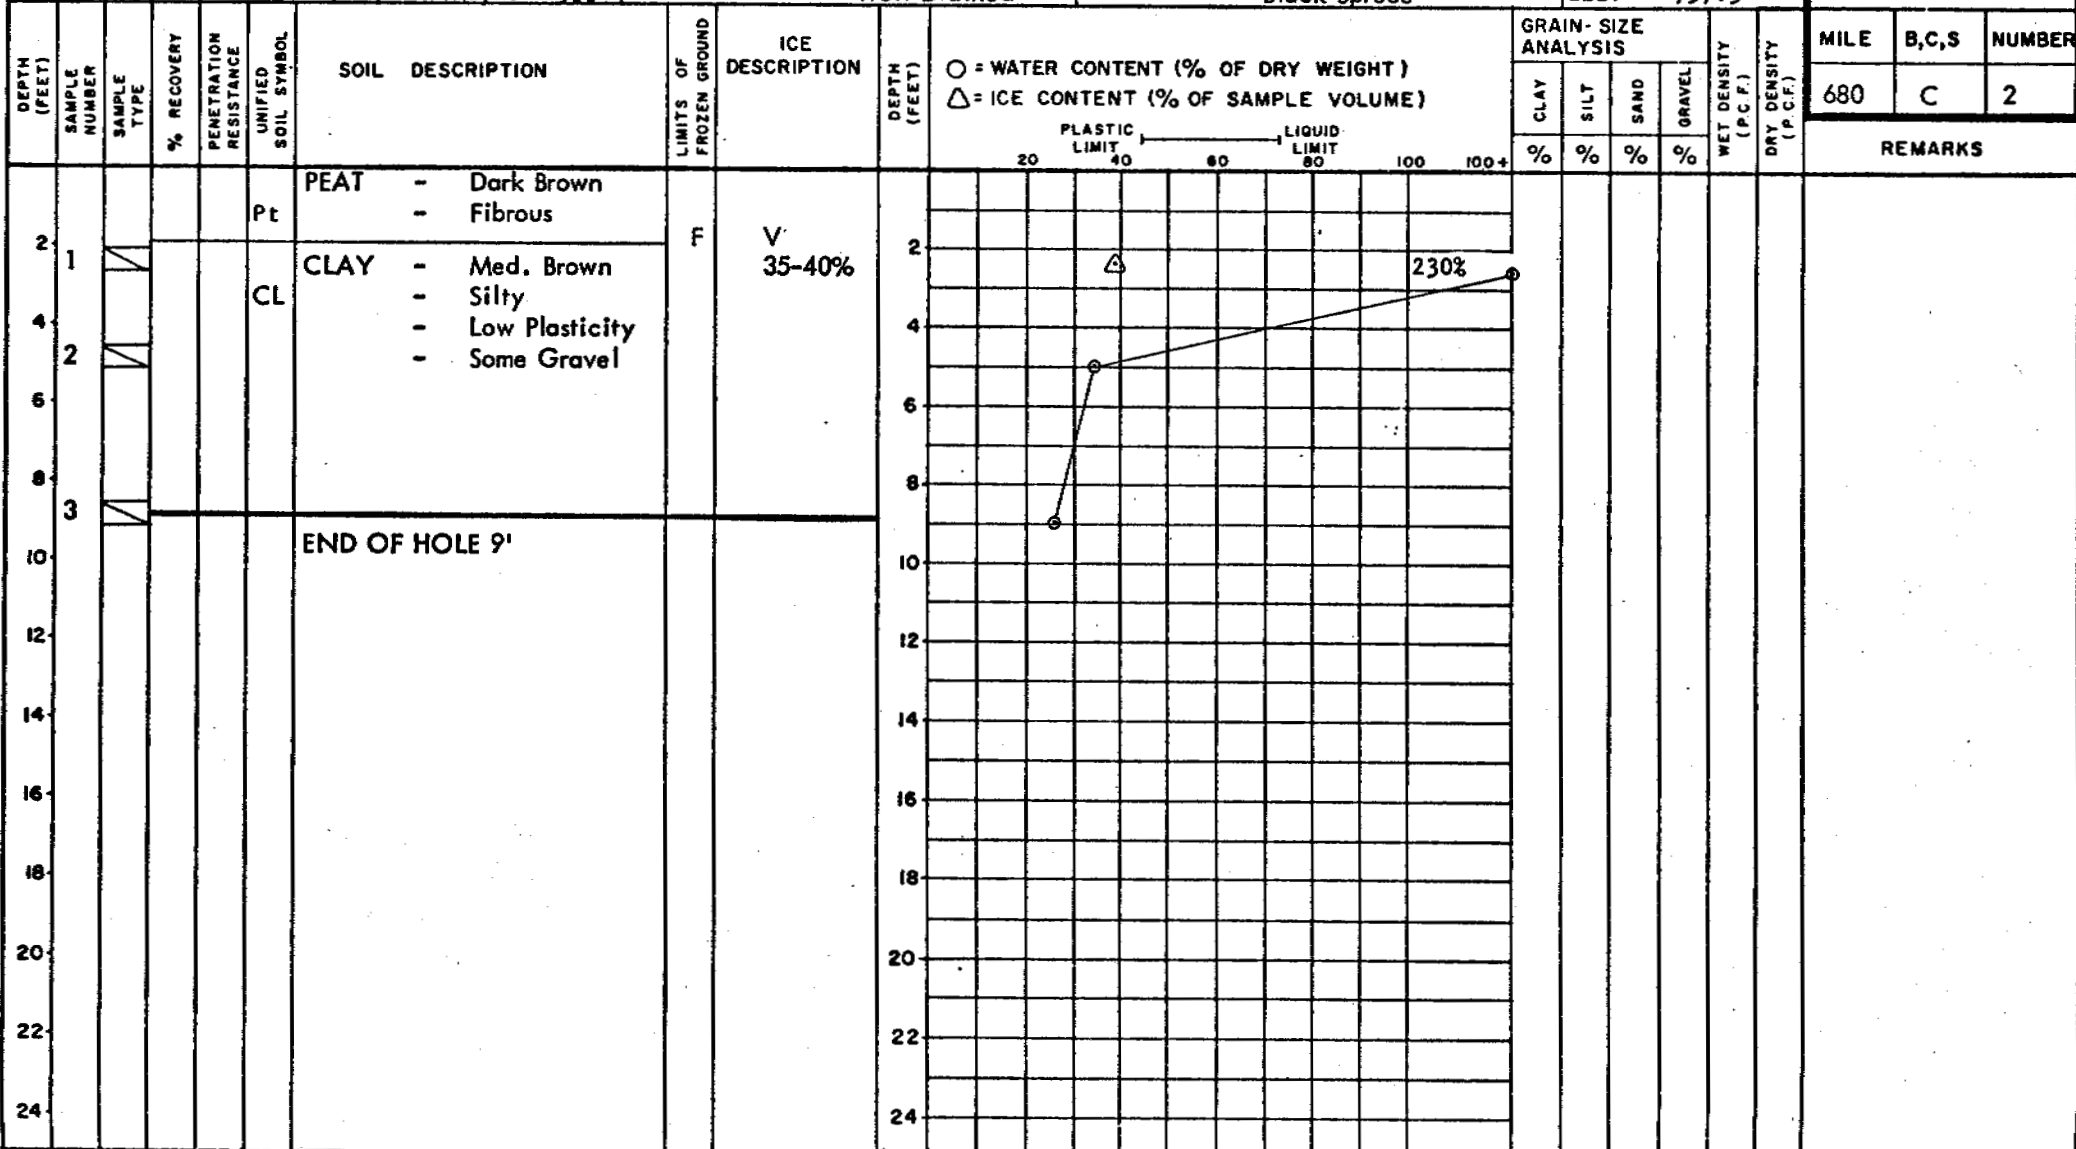 DEPTH (FEET)
SAMPLE NUMBER
SAMPLE TYPE
% RECOVERY
PENETRATION RESISTANCE
UNIFIED SOIL SYMBOL
SOIL DESCRIPTION
LIMITS OF FROZEN GROUND
ICE DESCRIPTION
DEPTH (FEET)
O = WATER CONTENT (% OF DRY WEIGHT)
△ = ICE CONTENT (% OF SAMPLE VOLUME)
PLASTIC LIMIT
LIQUID LIMIT
20 40 60 80 100 100+
GRAIN-SIZE ANALYSIS
CLAY SILT SAND GRAVEL
% % % %
WET DENSITY (P.C.F.)
DRY DENSITY (P.C.F.)
MILE B,C,S NUMBER
680 C 2
REMARKS
PEAT - Dark Brown
Pt - Fibrous
F V
2 2
1 CLAY - Med. Brown 35-40% 230%
CL - Silty
4 - Low Plasticity 4
2 - Some Gravel
6 6
8 8
3
END OF HOLE 9'
10 10
12 12
14 14
16 16
18 18
20 20
22 22
24 24